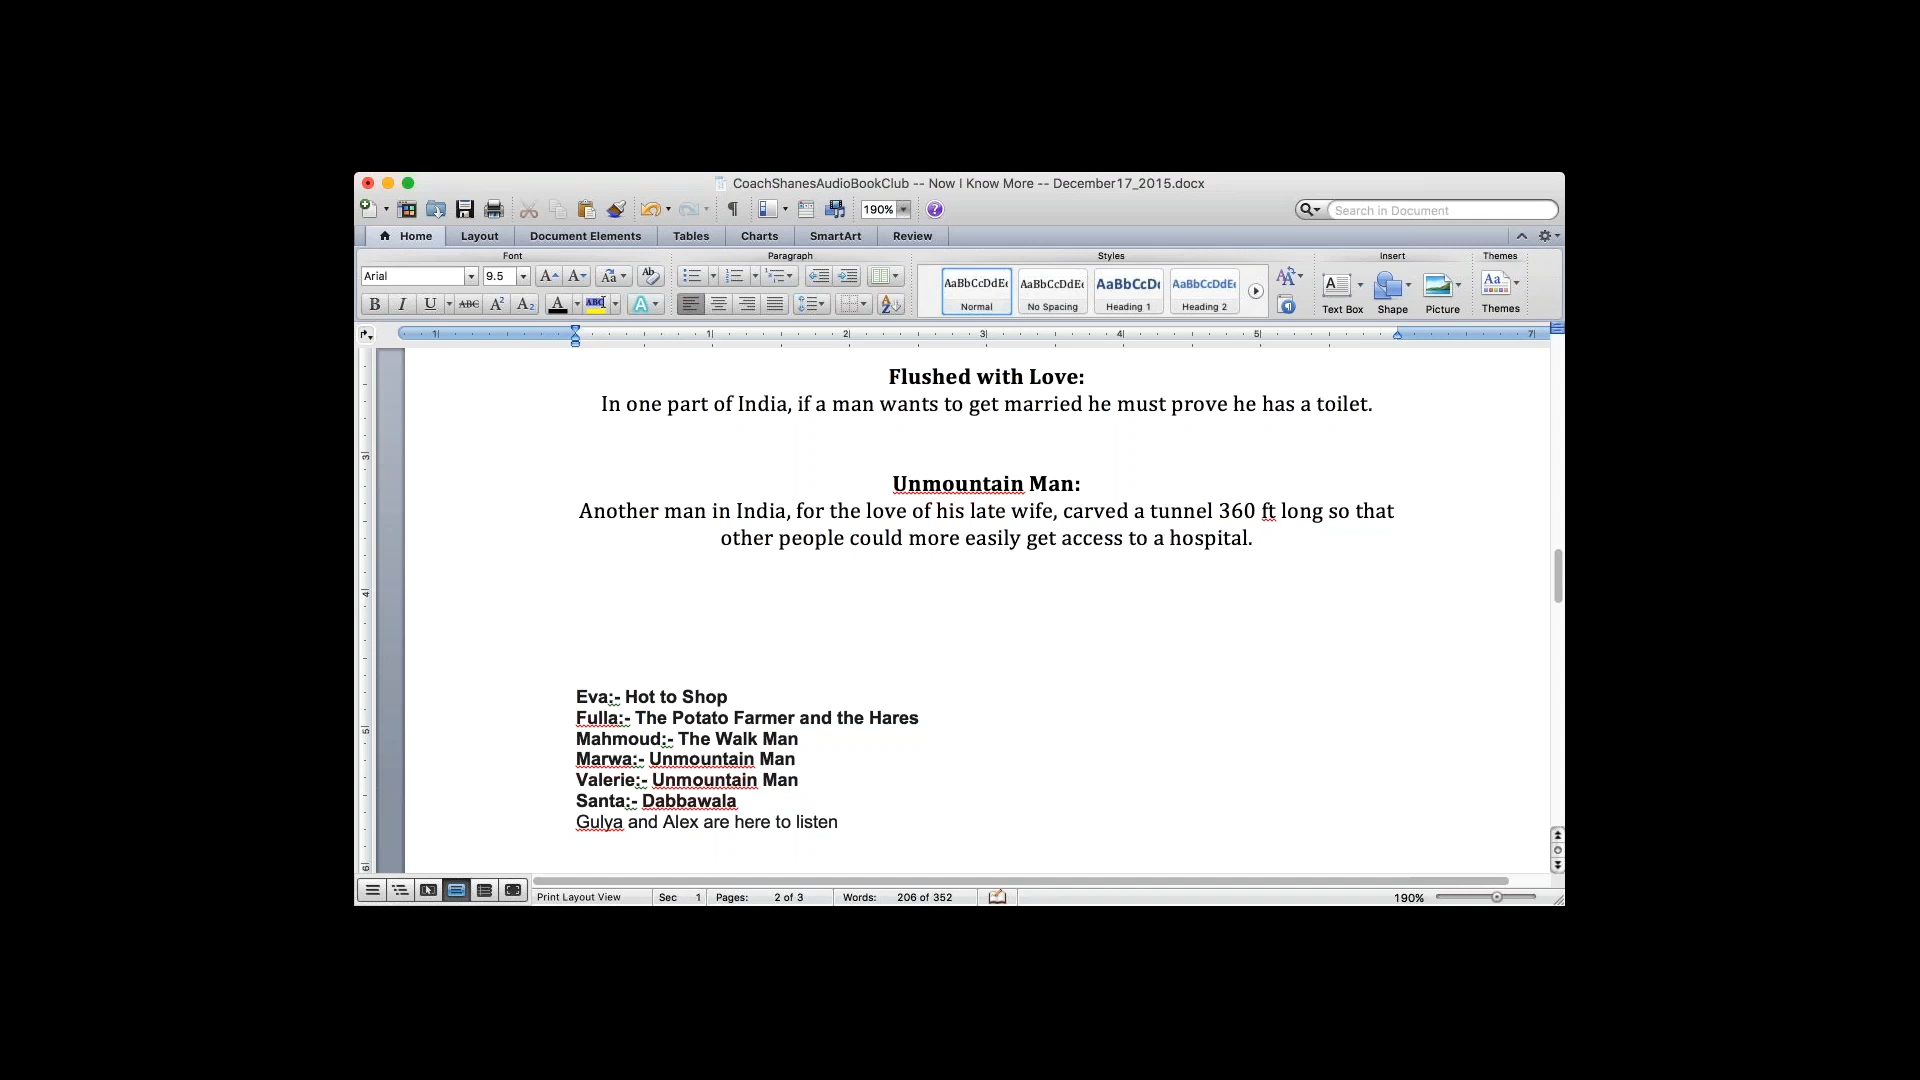 CoachShanesAudioBookClub -- Now I Know More -- December17_2015.docx
190%
Search in Document
Home Layout Document Elements Tables Charts SmartArt Review
Font Paragraph Styles Insert Themes
Arial 9.5
AaBbCcDdEe AaBbCcDdEe AaBbCcDc AaBbCcDdEe
Normal No Spacing Heading 1 Heading 2
Text Box Shape Picture Themes
Flushed with Love:
In one part of India, if a man wants to get married he must prove he has a toilet.
Unmountain Man:
Another man in India, for the love of his late wife, carved a tunnel 360 ft long so that
other people could more easily get access to a hospital.
Eva:- Hot to Shop
Fulla:- The Potato Farmer and the Hares
Mahmoud:- The Walk Man
Marwa:- Unmountain Man
Valerie:- Unmountain Man
Santa:- Dabbawala
Gulya and Alex are here to listen
Print Layout View Sec 1 Pages: 2 of 3 Words: 206 of 352 190%